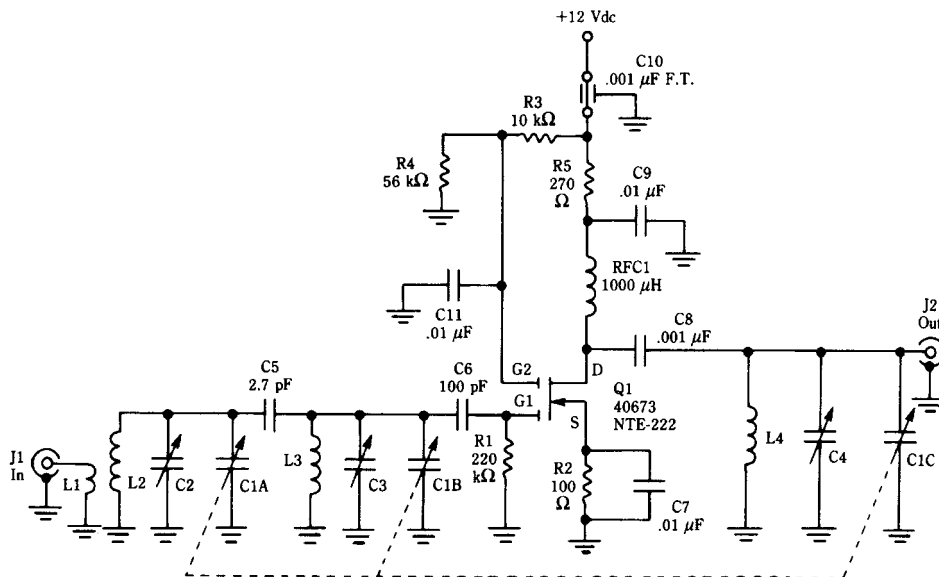 +12 Vdc
C10
.001 µF F.T.
R3
10 kΩ
R4
56 kΩ
R5
270
Ω
C9
.01 µF
RFC1
1000 µH
C11
.01 µF
C8
.001 µF
J2
Out
C5
2.7 pF
C6
100 pF
G2
G1
D
S
Q1
40673
NTE-222
J1
In
L1
L2
C2
C1A
L3
C3
C1B
R1
220
kΩ
R2
100
Ω
C7
.01 µF
L4
C4
C1C